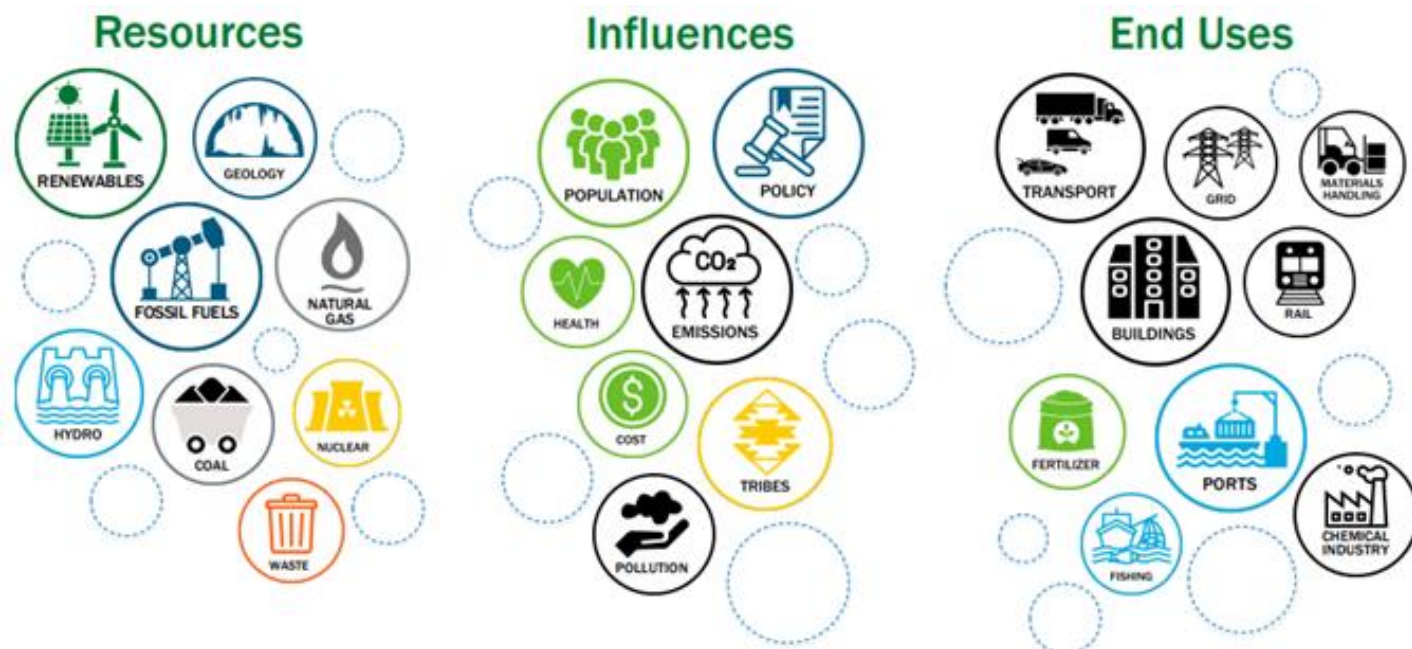 Resources
RENEWABLES
GEOLOGY
FOSSIL FUELS
NATURAL
GAS
HYDRO
COAL
NUCLEAR
WASTE
Influences
POPULATION
POLICY
HEALTH
CO₂
EMISSIONS
$
COST
TRIBES
POLLUTION
End Uses
TRANSPORT
GRID
MATERIALS
HANDLING
BUILDINGS
RAIL
FERTILIZER
PORTS
CHEMICAL
INDUSTRY
FISHING